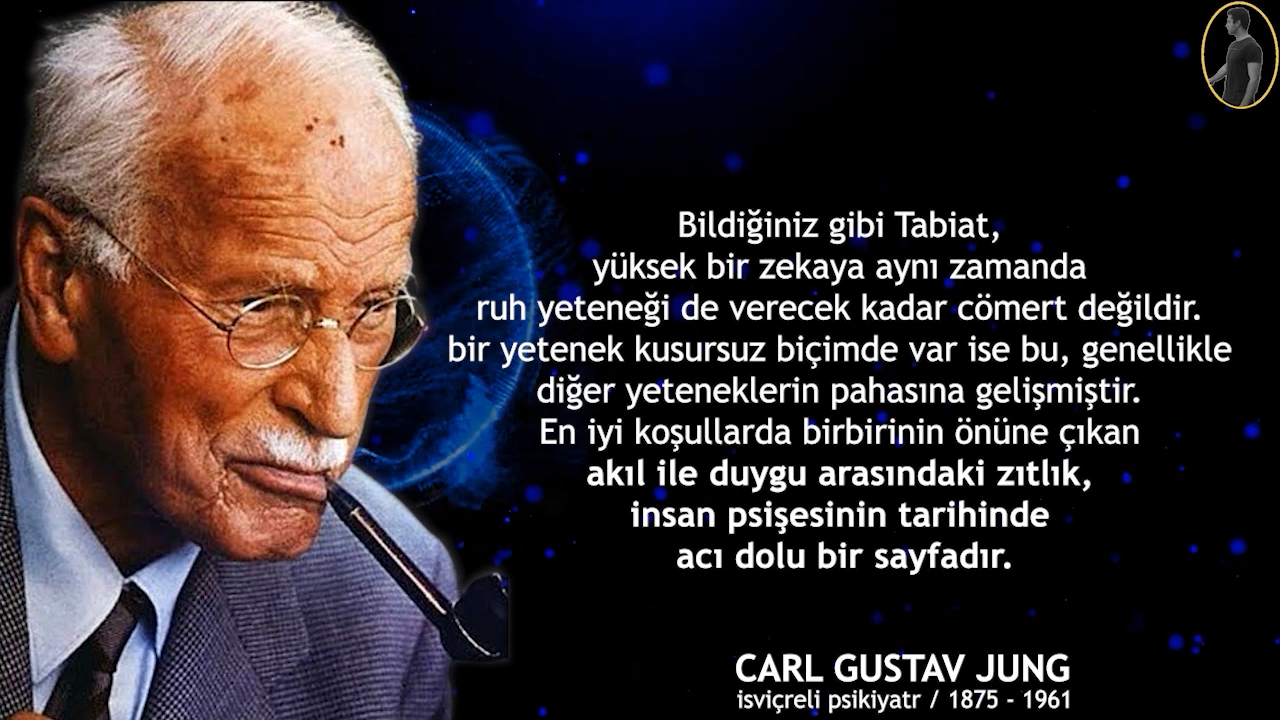 Bildiğiniz gibi Tabiat,
yüksek bir zekaya aynı zamanda
ruh yeteneği de verecek kadar cömert değildir.
bir yetenek kusursuz biçimde var ise bu, genellikle
diğer yeteneklerin pahasına gelişmiştir.
En iyi koşullarda birbirinin önüne çıkan
akıl ile duygu arasındaki zıtlık,
insan psişesinin tarihinde
acı dolu bir sayfadır.
CARL GUSTAV JUNG
isviçreli psikiyatr / 1875 - 1961